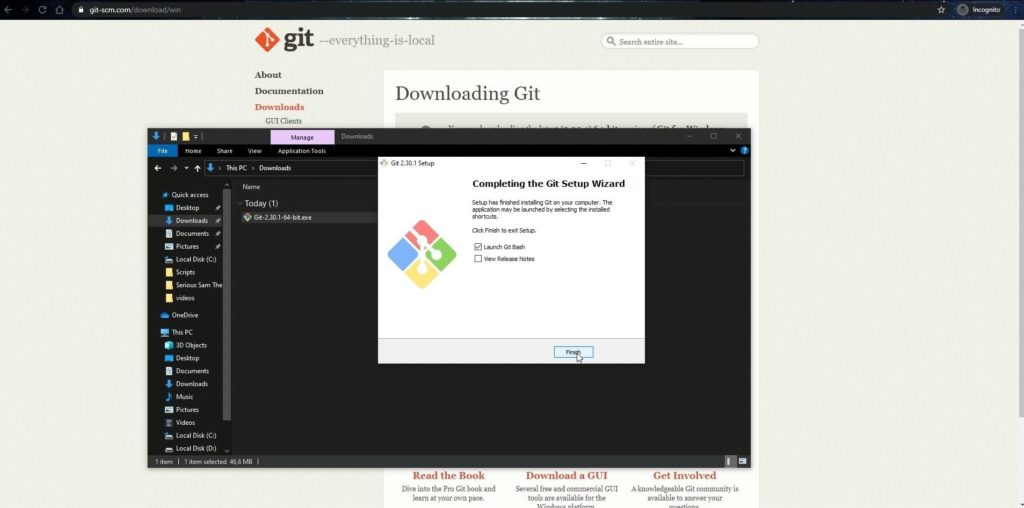 git-scm.com/download/win
Incognito
git --everything-is-local
Search entire site...
About
Documentation
Downloads
GUI Clients
Downloading Git
Manage
Downloads
File
Home
Share
View
Application Tools
This PC > Downloads
Name
Quick access
Desktop
Downloads
Documents
Pictures
Local Disk (C:)
Scripts
Serious Sam The
videos
OneDrive
This PC
3D Objects
Desktop
Documents
Downloads
Music
Pictures
Videos
Local Disk (C:)
Local Disk (D:)
Today (1)
Git-2.30.1-64-bit.exe
1 item
1 item selected 46,6 MB
Git 2.30.1 Setup
Completing the Git Setup Wizard
Setup has finished installing Git on your computer. The
application may be launched by selecting the installed
shortcuts.
Click Finish to exit Setup.
Launch Git Bash
View Release Notes
Finish
Read the Book
Dive into the Pro Git book and
learn at your own pace.
Download a GUI
Several free and commercial GUI
tools are available for the
Windows platform
Get Involved
A knowledgeable Git community is
available to answer your
questions